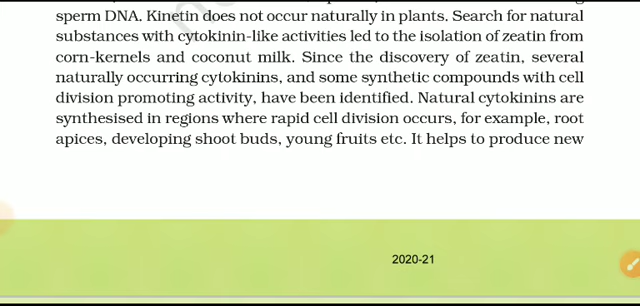 sperm DNA. Kinetin does not occur naturally in plants. Search for natural
substances with cytokinin-like activities led to the isolation of zeatin from
corn-kernels and coconut milk. Since the discovery of zeatin, several
naturally occurring cytokinins, and some synthetic compounds with cell
division promoting activity, have been identified. Natural cytokinins are
synthesised in regions where rapid cell division occurs, for example, root
apices, developing shoot buds, young fruits etc. It helps to produce new
2020-21